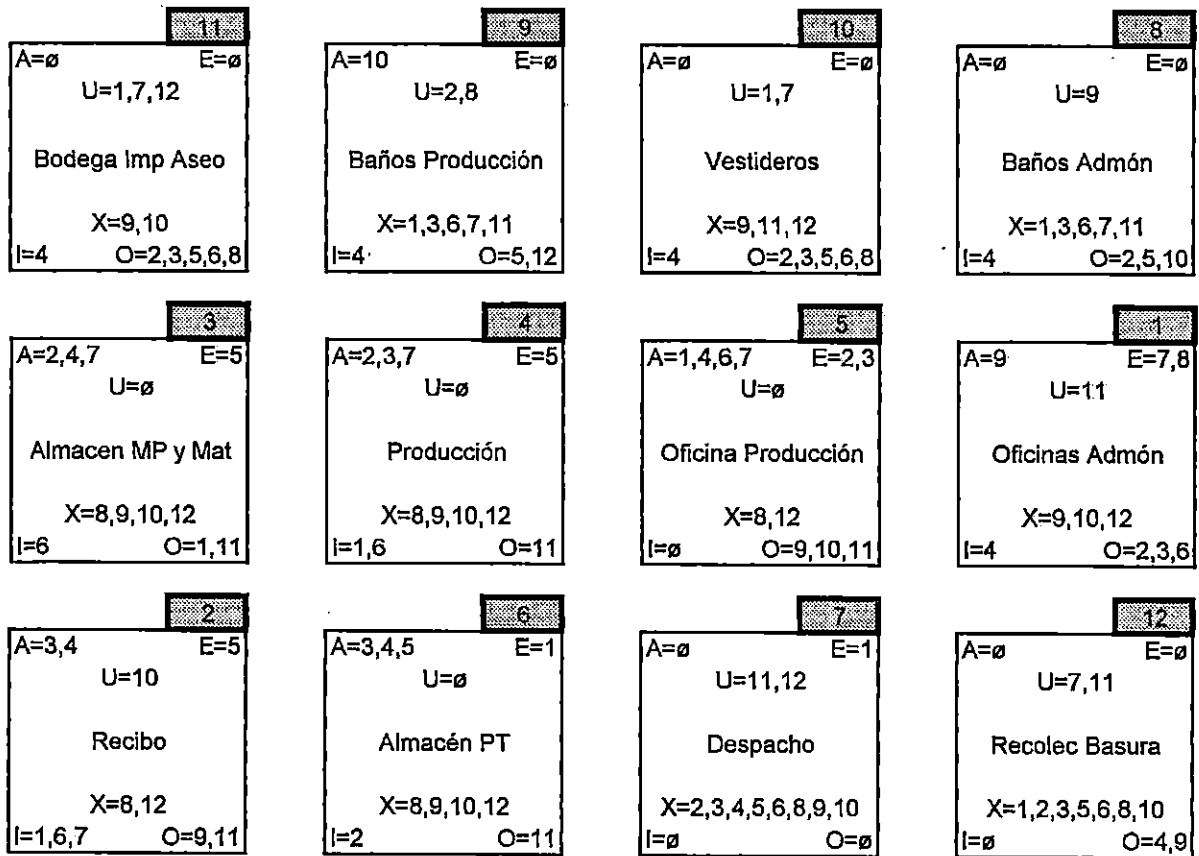 11
A=ø E=ø
U=1,7,12
Bodega Imp Aseo
X=9,10
I=4 O=2,3,5,6,8
9
A=10 E=ø
U=2,8
Baños Producción
X=1,3,6,7,11
I=4 O=5,12
10
A=ø E=ø
U=1,7
Vestideros
X=9,11,12
I=4 O=2,3,5,6,8
8
A=ø E=ø
U=9
Baños Admón
X=1,3,6,7,11
I=4 O=2,5,10
3
A=2,4,7 E=5
U=ø
Almacen MP y Mat
X=8,9,10,12
I=6 O=1,11
4
A=2,3,7 E=5
U=ø
Producción
X=8,9,10,12
I=1,6 O=11
5
A=1,4,6,7 E=2,3
U=ø
Oficina Producción
X=8,12
I=ø O=9,10,11
1
A=9 E=7,8
U=11
Oficinas Admón
X=9,10,12
I=4 O=2,3,6
2
A=3,4 E=5
U=10
Recibo
X=8,12
I=1,6,7 O=9,11
6
A=3,4,5 E=1
U=ø
Almacén PT
X=8,9,10,12
I=2 O=11
7
A=ø E=1
U=11,12
Despacho
X=2,3,4,5,6,8,9,10
I=ø O=ø
12
A=ø E=ø
U=7,11
Recolec Basura
X=1,2,3,5,6,8,10
I=ø O=4,9